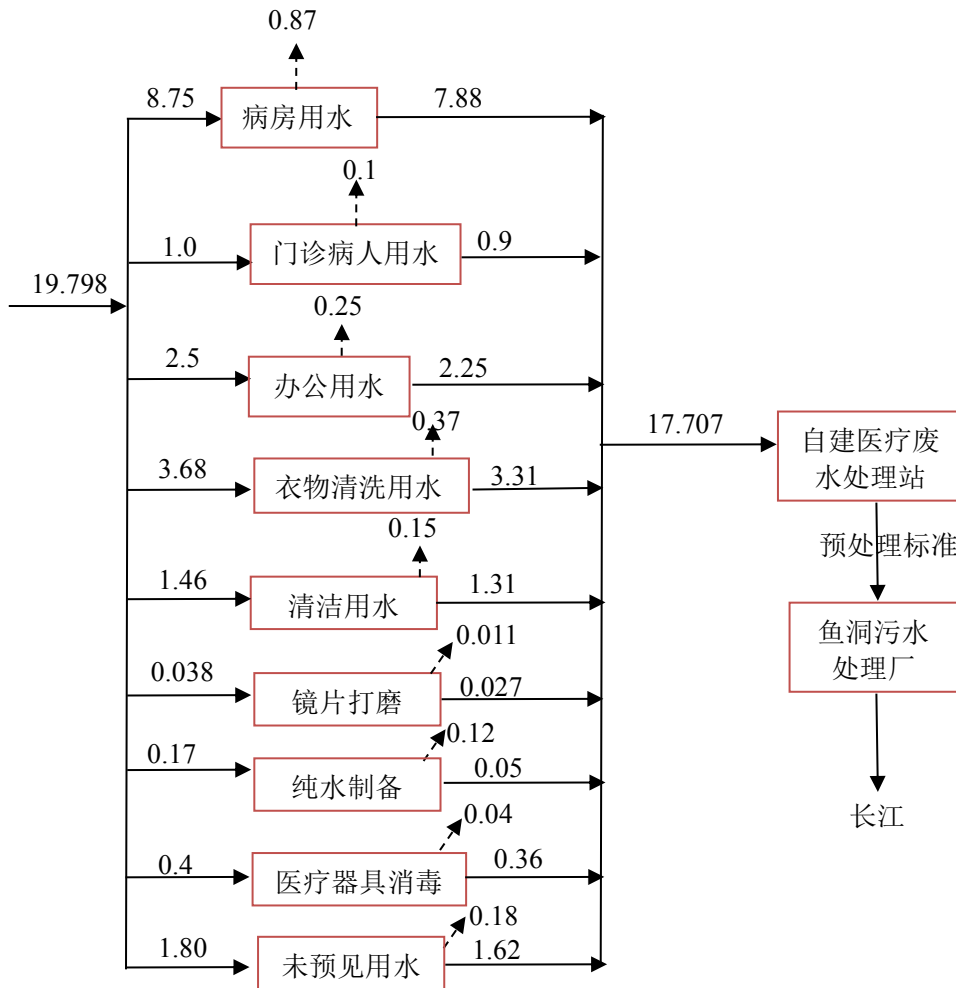 0.87
8.75
病房用水
7.88
0.1
1.0
门诊病人用水
0.9
19.798
0.25
2.5
办公用水
2.25
0.37
3.68
衣物清洗用水
3.31
17.707
自建医疗废
水处理站
0.15
1.46
清洁用水
1.31
预处理标准
0.011
0.038
镜片打磨
0.027
鱼洞污水
处理厂
0.12
0.17
纯水制备
0.05
长江
0.04
0.4
医疗器具消毒
0.36
0.18
1.80
未预见用水
1.62